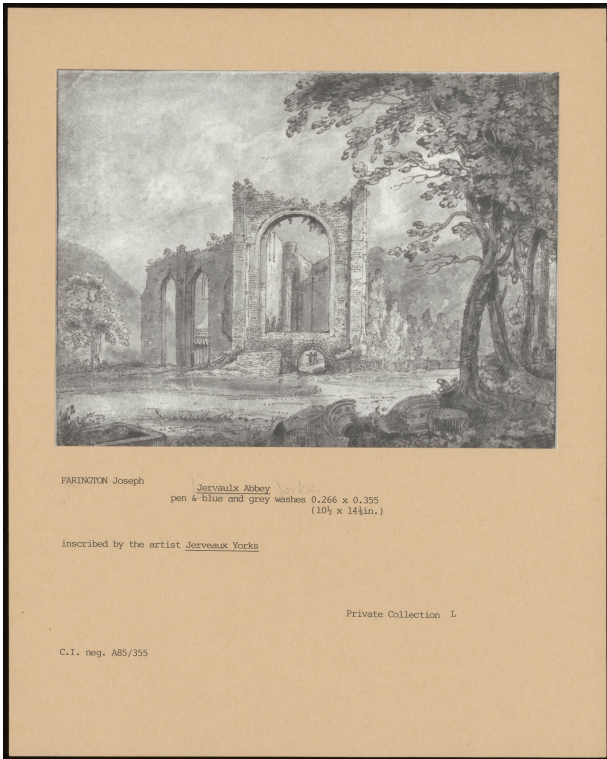 FARINGTON Joseph
Jervaulx Abbey Yorks
pen & blue and grey washes 0.266 x 0.355
(10½ x 14¼in.)
inscribed by the artist Jerveaux Yorks
Private Collection L
C.I. neg. A85/355